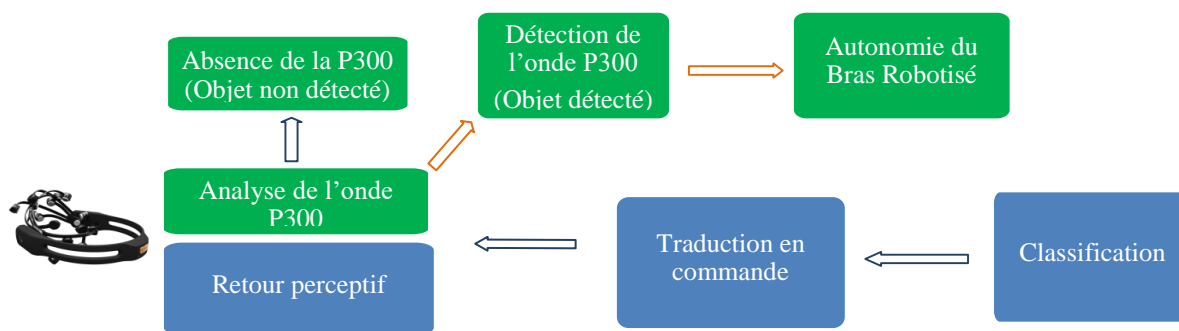 Absence de la P300
(Objet non détecté)
Détection de
l’onde P300
(Objet détecté)
Autonomie du
Bras Robotisé
Analyse de l’onde
P300
Retour perceptif
Traduction en
commande
Classification